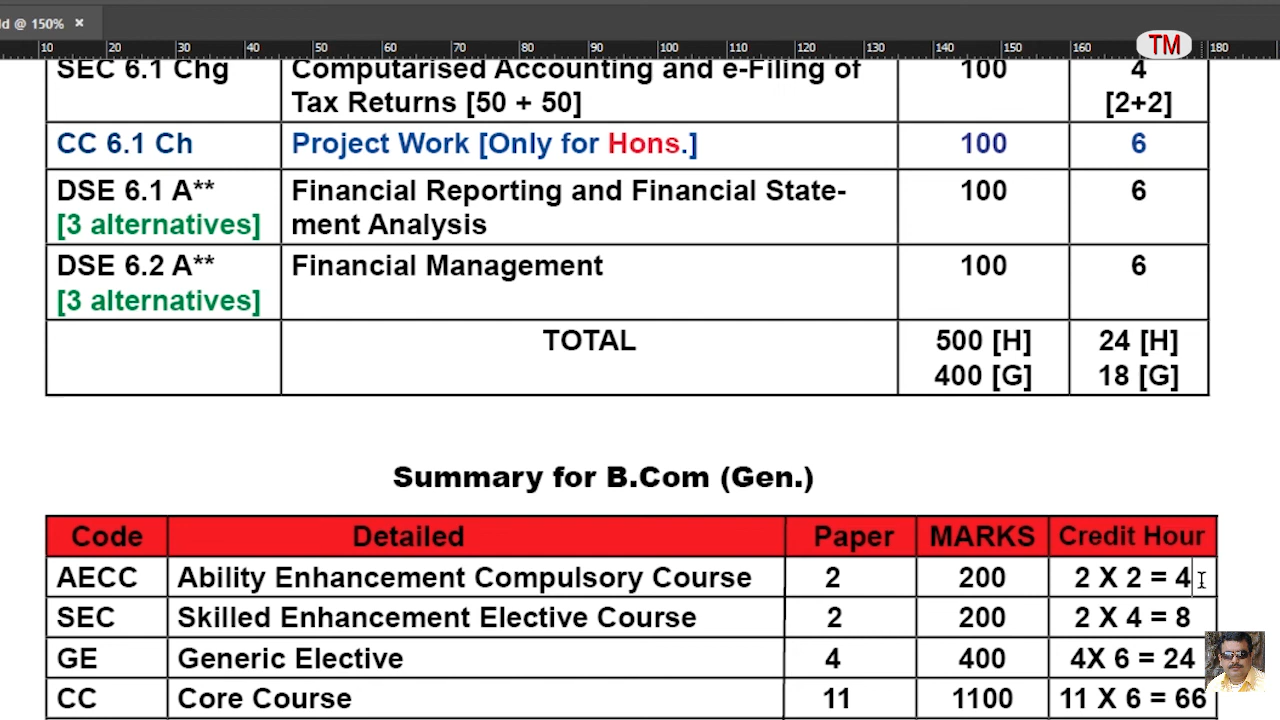 ld @ 150% ×
10 20 30 40 50 60 70 80 90 100 110 120 130 140 150 160 180
TM
SEC 6.1 Chg Computarised Accounting and e-Filing of 100 4
Tax Returns [50 + 50] [2+2]
CC 6.1 Ch Project Work [Only for Hons.] 100 6
DSE 6.1 A** Financial Reporting and Financial State- 100 6
[3 alternatives] ment Analysis
DSE 6.2 A** Financial Management 100 6
[3 alternatives]
TOTAL 500 [H] 24 [H]
400 [G] 18 [G]
Summary for B.Com (Gen.)
Code Detailed Paper MARKS Credit Hour
AECC Ability Enhancement Compulsory Course 2 200 2 X 2 = 4
SEC Skilled Enhancement Elective Course 2 200 2 X 4 = 8
GE Generic Elective 4 400 4X 6 = 24
CC Core Course 11 1100 11 X 6 = 66